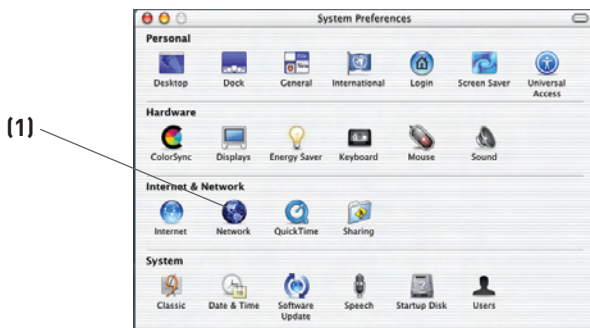 System Preferences
Personal
Desktop Dock General International Login Screen Saver Universal Access
(1)
Hardware
ColorSync Displays Energy Saver Keyboard Mouse Sound
Internet & Network
Internet Network QuickTime Sharing
System
Classic Date & Time Software Update Speech Startup Disk Users